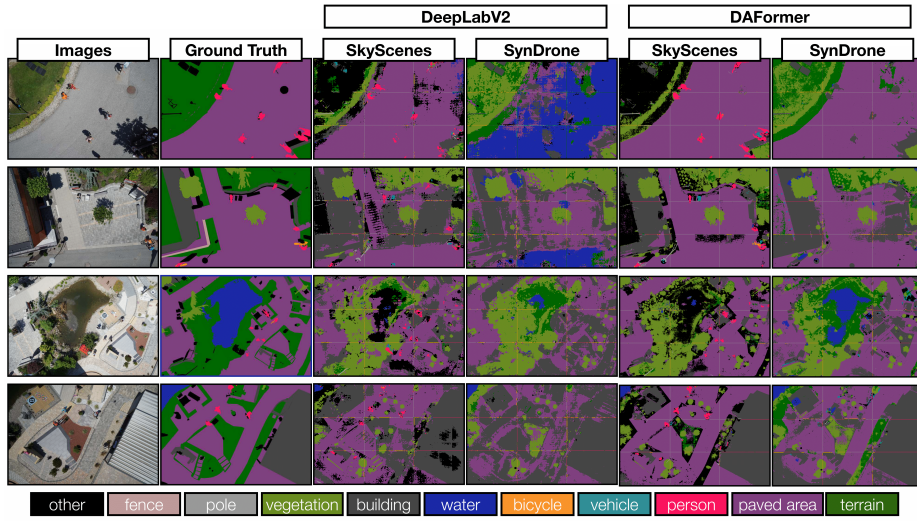 DeepLabV2
DAFormer
Images
Ground Truth
SkyScenes
SynDrone
SkyScenes
SynDrone
other
fence
pole
vegetation
building
water
bicycle
vehicle
person
paved area
terrain